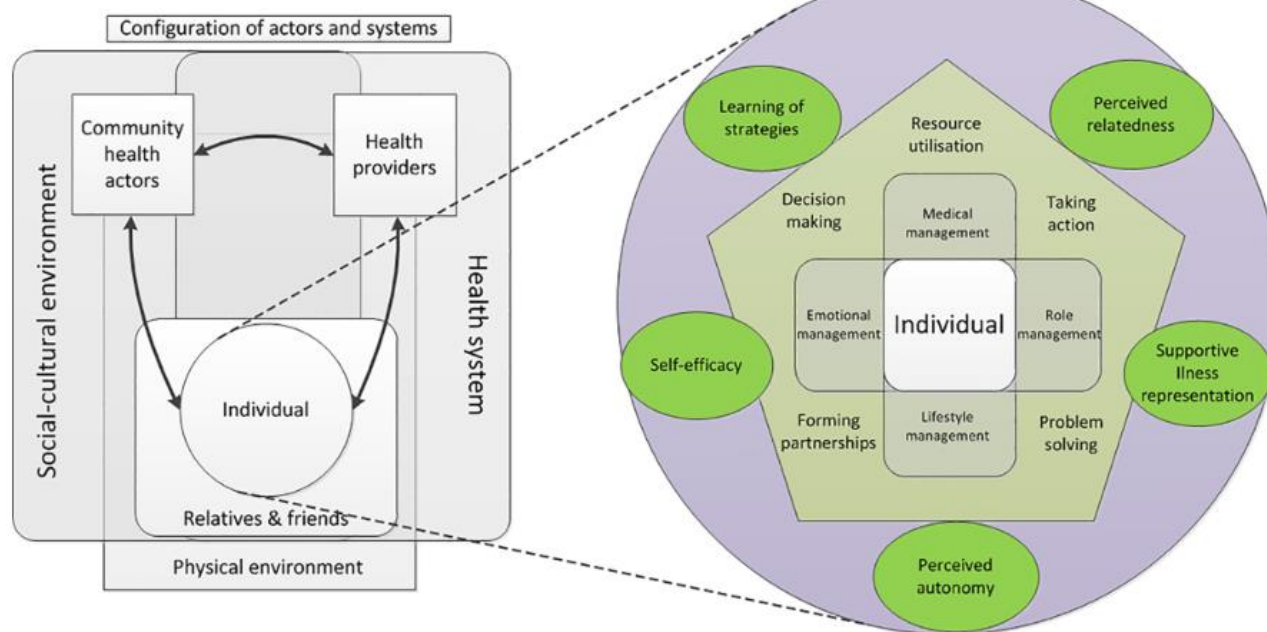 Configuration of actors and systems
Community
health
actors
Health
providers
Social-cultural environment
Health system
Individual
Relatives & friends
Physical environment
Learning of
strategies
Perceived
relatedness
Resource
utilisation
Decision
making
Taking
action
Medical
management
Emotional
management
Individual
Role
management
Self-efficacy
Supportive
Ilness
representation
Forming
partnerships
Lifestyle
management
Problem
solving
Perceived
autonomy